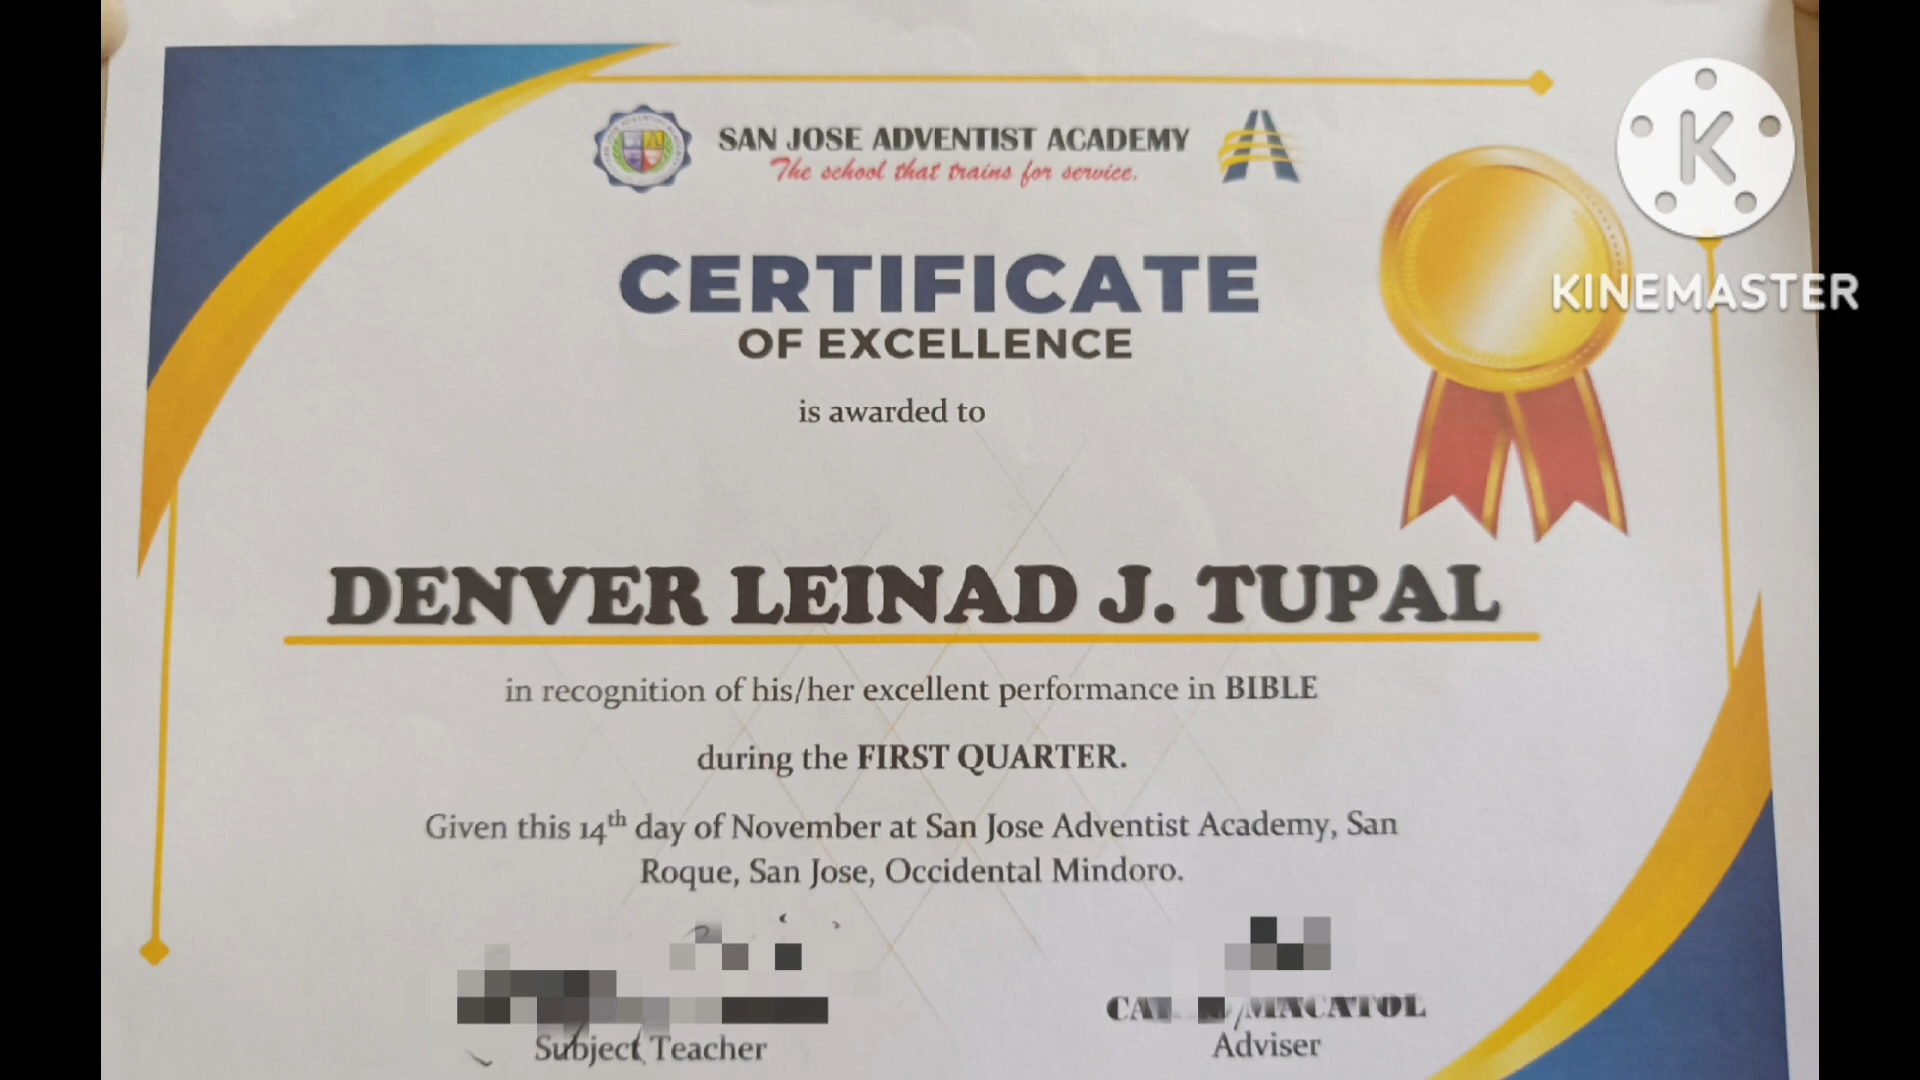 SAN JOSE ADVENTIST ACADEMY
The school that trains for service.
K
KINEMASTER
CERTIFICATE
OF EXCELLENCE
is awarded to
DENVER LEINAD J. TUPAL
in recognition of his/her excellent performance in BIBLE
during the FIRST QUARTER.
Given this 14th day of November at San Jose Adventist Academy, San
Roque, San Jose, Occidental Mindoro.
MACATOL
Subject Teacher
Adviser